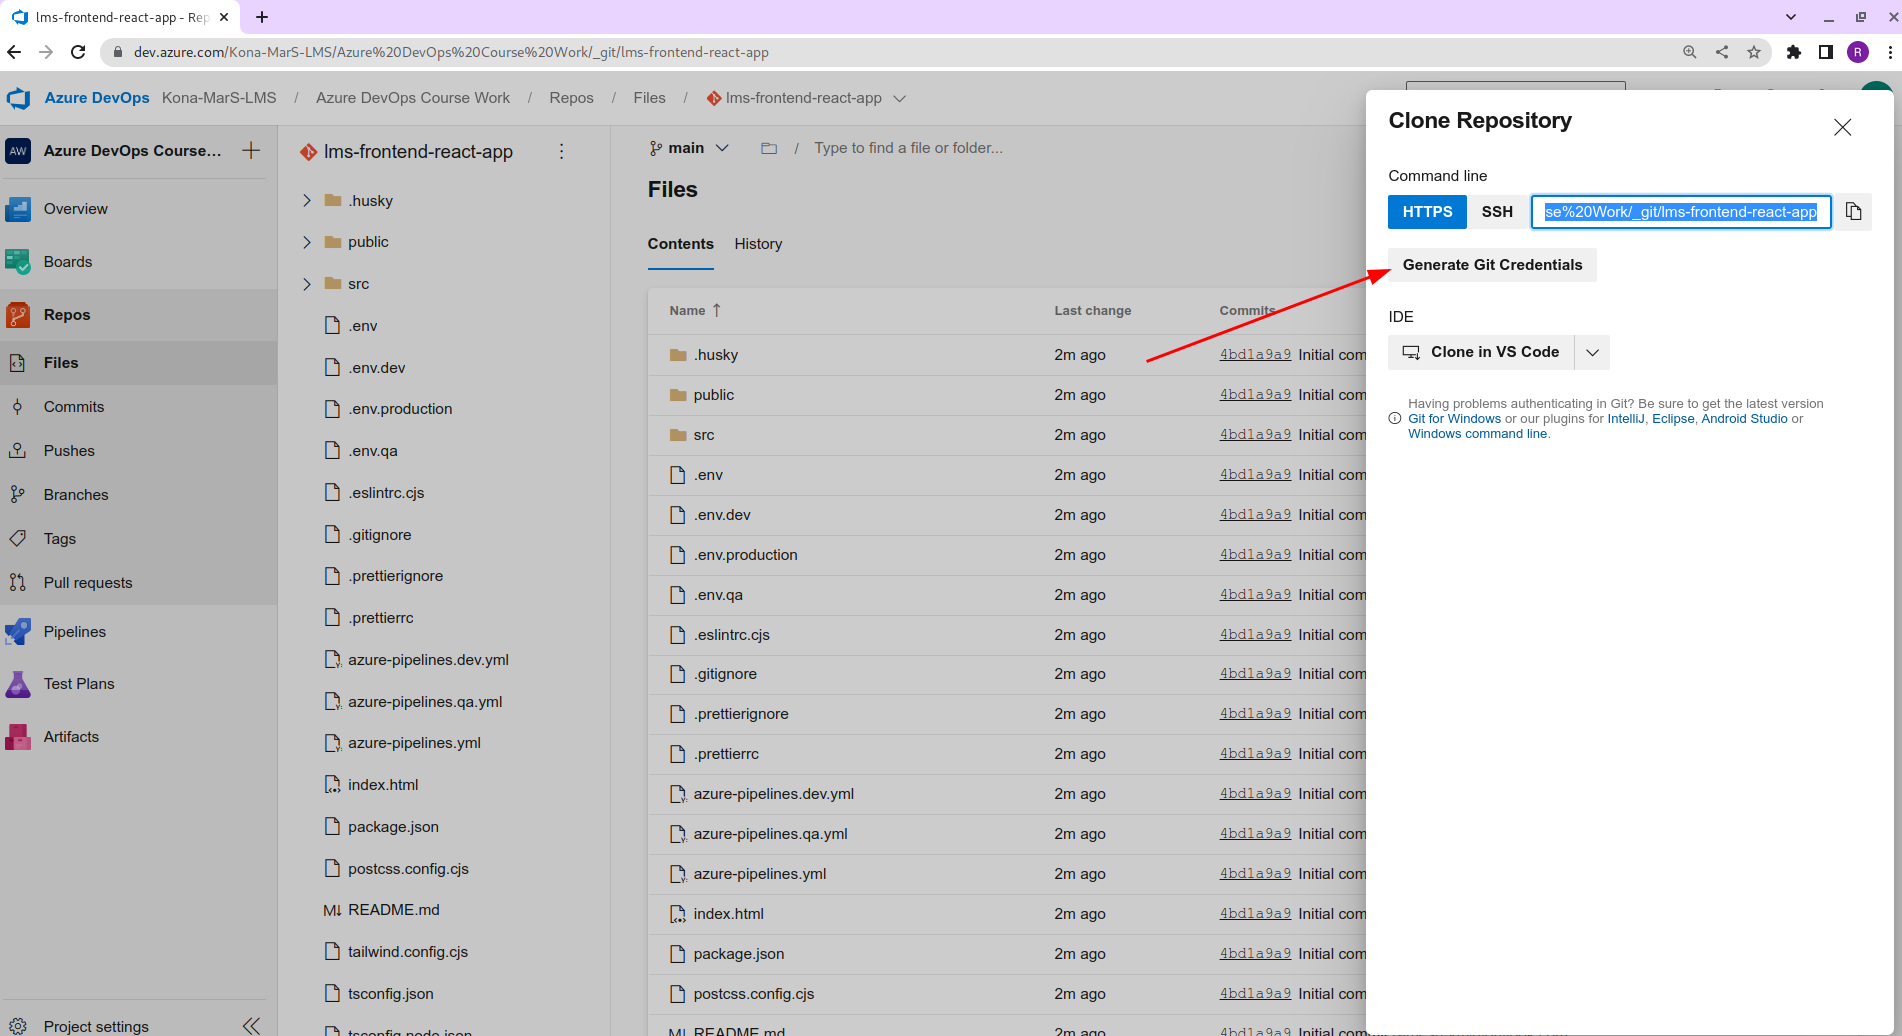 lms-frontend-react-app - Rep
dev.azure.com/Kona-MarS-LMS/Azure%20DevOps%20Course%20Work/_git/lms-frontend-react-app
R
Azure DevOps Kona-MarS-LMS / Azure DevOps Course Work / Repos / Files / lms-frontend-react-app
AW Azure DevOps Course...
Overview
Boards
Repos
Files
Commits
Pushes
Branches
Tags
Pull requests
Pipelines
Test Plans
Artifacts
Project settings
lms-frontend-react-app
.husky
public
src
.env
.env.dev
.env.production
.env.qa
.eslintrc.cjs
.gitignore
.prettierignore
.prettierrc
azure-pipelines.dev.yml
azure-pipelines.qa.yml
azure-pipelines.yml
index.html
package.json
postcss.config.cjs
M↓ README.md
tailwind.config.cjs
tsconfig.json
tsconfig.node.json
main / Type to find a file or folder...
Files
Contents History
Name Last change Commits
.husky 2m ago 4bd1a9a9 Initial com
public 2m ago 4bd1a9a9 Initial com
src 2m ago 4bd1a9a9 Initial com
.env 2m ago 4bd1a9a9 Initial com
.env.dev 2m ago 4bd1a9a9 Initial com
.env.production 2m ago 4bd1a9a9 Initial com
.env.qa 2m ago 4bd1a9a9 Initial com
.eslintrc.cjs 2m ago 4bd1a9a9 Initial com
.gitignore 2m ago 4bd1a9a9 Initial com
.prettierignore 2m ago 4bd1a9a9 Initial com
.prettierrc 2m ago 4bd1a9a9 Initial com
azure-pipelines.dev.yml 2m ago 4bd1a9a9 Initial com
azure-pipelines.qa.yml 2m ago 4bd1a9a9 Initial com
azure-pipelines.yml 2m ago 4bd1a9a9 Initial com
index.html 2m ago 4bd1a9a9 Initial com
package.json 2m ago 4bd1a9a9 Initial com
postcss.config.cjs 2m ago 4bd1a9a9 Initial com
M↓ README.md 2m ago 4bd1a9a9 Initial
Clone Repository
Command line
HTTPS SSH se%20Work/_git/lms-frontend-react-app
Generate Git Credentials
IDE
Clone in VS Code
Having problems authenticating in Git? Be sure to get the latest version
Git for Windows or our plugins for IntelliJ, Eclipse, Android Studio or
Windows command line.